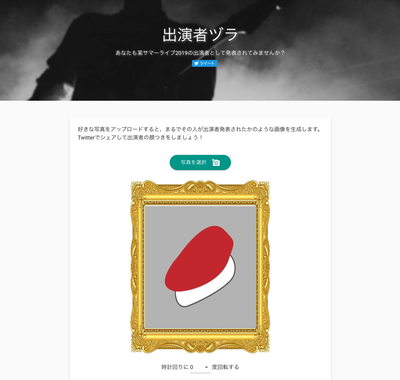 出演者ヅラ
あなたも某サマーライブ2019の出演者として発表されてみませんか？
ツイート
好きな写真をアップロードすると、まるでその人が出演者発表されたかのような画像を生成します。
Twitterでシェアして出演者の顔つきをしましょう！
写真を選択
時計回りに 0 度回転する